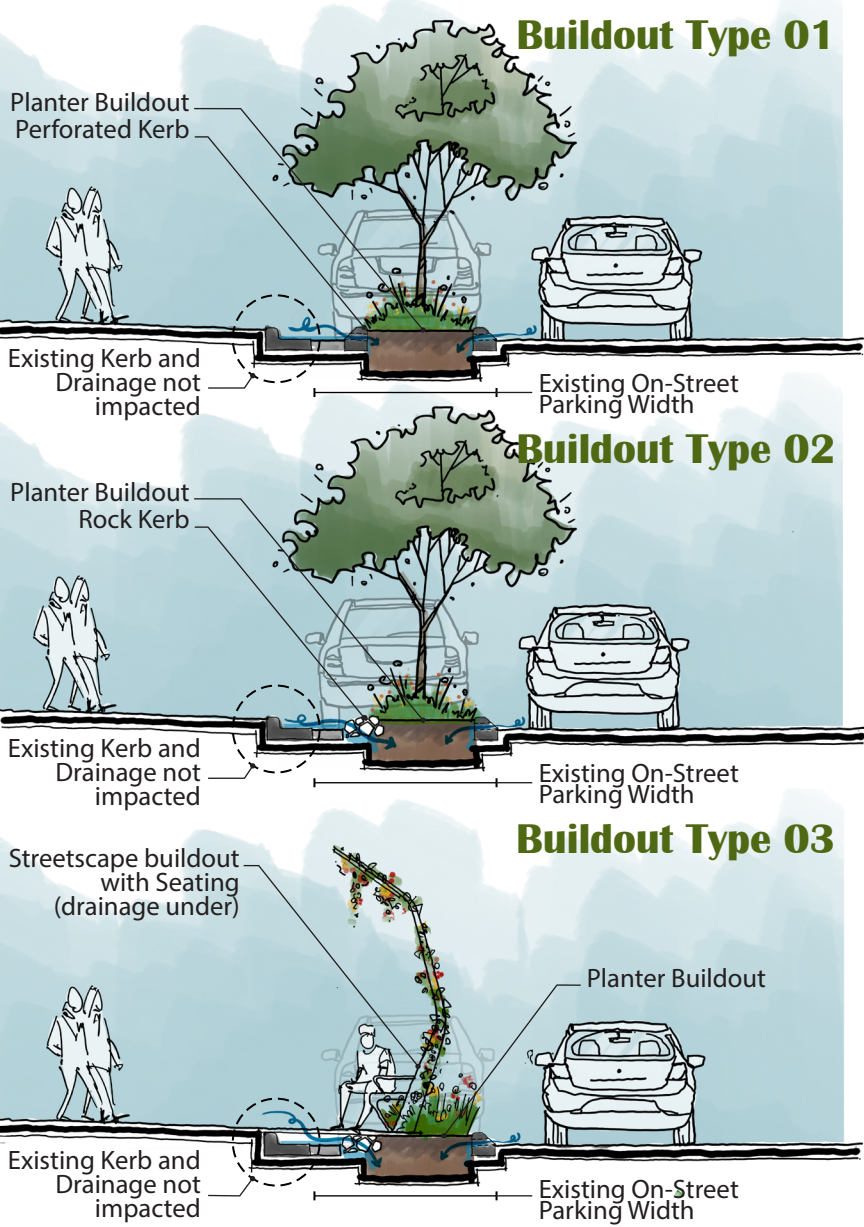 Buildout Type 01
Planter Buildout
Perforated Kerb
Existing Kerb and
Drainage not
impacted
Existing On-Street
Parking Width
Buildout Type 02
Planter Buildout
Rock Kerb
Existing Kerb and
Drainage not
impacted
Existing On-Street
Parking Width
Buildout Type 03
Streetscape buildout
with Seating
(drainage under)
Planter Buildout
Existing Kerb and
Drainage not
impacted
Existing On-Street
Parking Width